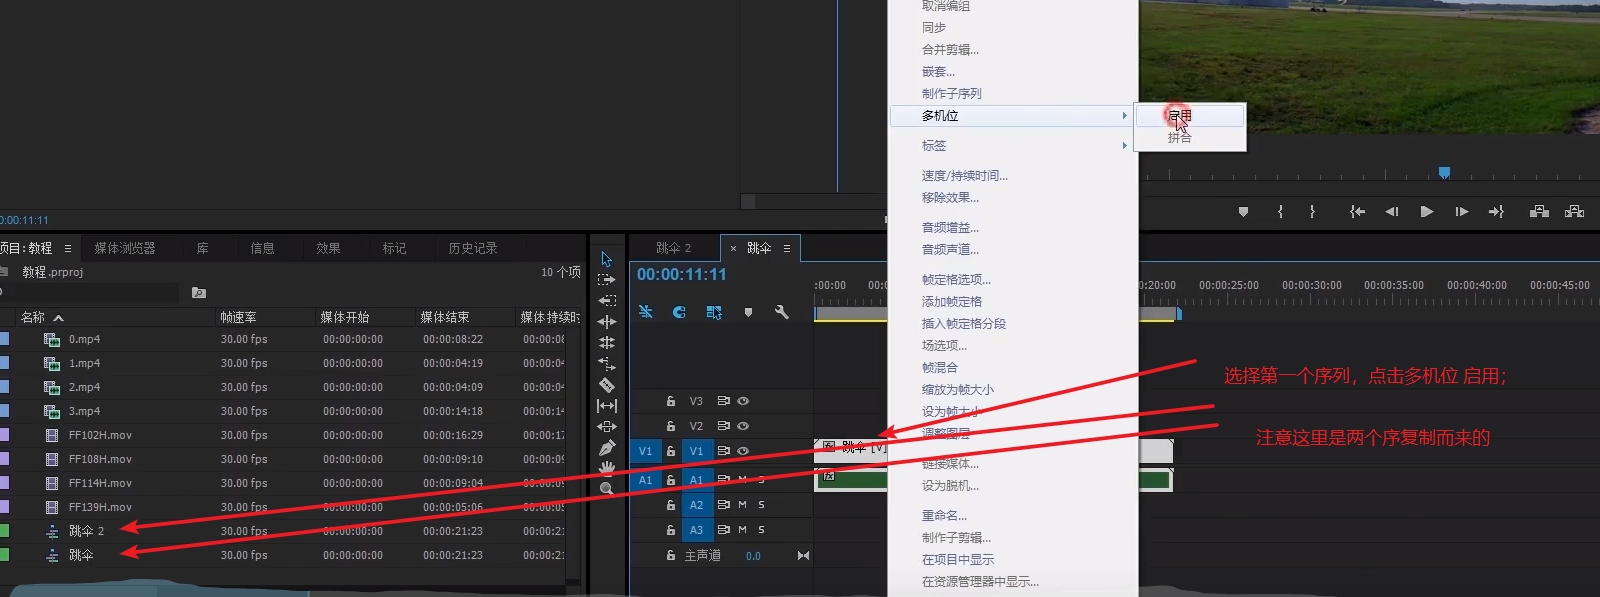 取消编组
同步
合并剪辑...
嵌套...
制作子序列
多机位
启用
拼合
标签
速度/持续时间...
移除效果...
音频增益...
音频声道...
帧定格选项...
添加帧定格
插入帧定格分段
场选项...
帧混合
缩放为帧大小
设为帧大小
调整图层
链接媒体...
设为脱机...
重命名...
制作子剪辑...
在项目中显示
在资源管理器中显示...
0:00:11:11
项目: 教程
媒体浏览器
库
信息
效果
标记
历史记录
教程.prproj
10 个项
名称 帧速率 媒体开始 媒体结束 媒体持续时
0.mp4 30.00 fps 00:00:00:00 00:00:08:22 00:00:08
1.mp4 30.00 fps 00:00:00:00 00:00:04:19 00:00:04
2.mp4 30.00 fps 00:00:00:00 00:00:04:09 00:00:04
3.mp4 30.00 fps 00:00:00:00 00:00:14:18 00:00:14
FF102H.mov 30.00 fps 00:00:00:00 00:00:16:29 00:00:17
FF108H.mov 30.00 fps 00:00:00:00 00:00:09:10 00:00:09
FF114H.mov 30.00 fps 00:00:00:00 00:00:09:04 00:00:09
FF139H.mov 30.00 fps 00:00:00:00 00:00:05:06 00:00:05
跳伞 2 30.00 fps 00:00:00:00 00:00:21:23 00:00:21
跳伞 30.00 fps 00:00:00:00 00:00:21:23 00:00:21
跳伞 2
× 跳伞
00:00:11:11
:00:00 00:0
0:20:00 00:00:25:00 00:00:30:00 00:00:35:00 00:00:40:00 00:00:45:00
V3
V2
V1 V1
fx 跳伞 [V]
A1 A1 M S
fx
A2 M S
A3 M S
主声道 0.0
选择第一个序列，点击多机位 启用；
注意这里是两个序复制而来的